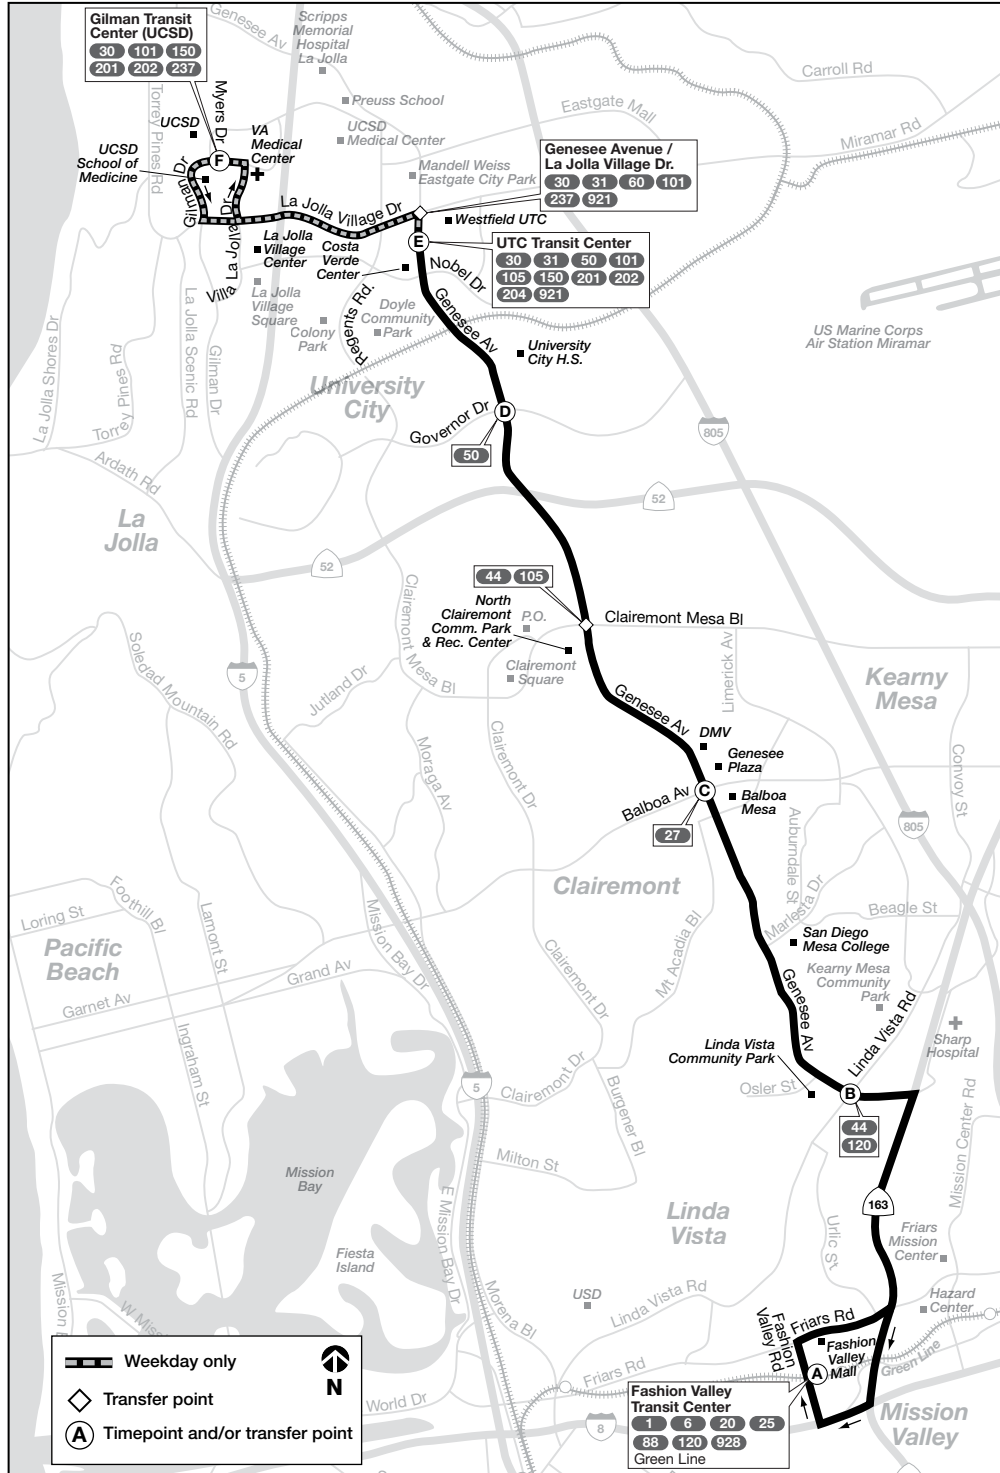 Gilman Transit
Center (UCSD)
30 101 150
201 202 237
Genesee Av
Scripps
Memorial
Hospital
La Jolla
Carroll Rd
Preuss School
Eastgate Mall
Miramar Rd
UCSD
Medical Center
Torrey Pines Rd
Myers Dr
UCSD
VA
Medical
Center
UCSD
School of
Medicine
F
Gilman Dr
Mandell Weiss
Eastgate City Park
Genesee Avenue /
La Jolla Village Dr.
30 31 60 101
237 921
La Jolla Village Dr
Westfield UTC
UTC Transit Center
30 31 50 101
105 150 201 202
204 921
E
La Jolla
Village
Center
Costa
Verde
Center
Nobel Dr
Villa La Jolla Dr
La Jolla
Village
Square
Colony
Park
Regents Rd.
Doyle
Community
Park
Genesee Av
University
City H.S.
US Marine Corps
Air Station Miramar
La Jolla Shores Dr
Torrey Pines Rd
La Jolla Scenic Rd
Gilman Dr
University
City
Governor Dr
D
50
805
Ardath Rd
La
Jolla
52
52
44 105
North
Clairemont
Comm. Park
& Rec. Center
P.O.
Clairemont Mesa Bl
Clairemont
Square
Clairemont Mesa Bl
Soledad Mountain Rd
5
Jutland Dr
Limerick Av
Kearny
Mesa
Genesee Av
DMV
Genesee
Plaza
Moraga Av
Clairemont Dr
Balboa Av
C
Balboa
Mesa
27
Convoy St
805
Auburndale St
Clairemont
Marlesta Dr
Beagle St
Loring St
Foothill Bl
Lamont St
Mission Bay Dr
Pacific
Beach
Grand Av
Garnet Av
Clairemont Dr
Mt Acadia Bl
San Diego
Mesa College
Kearny Mesa
Community
Park
Genesee Av
Linda Vista Rd
Sharp
Hospital
Ingraham St
Linda Vista
Community Park
5
Clairemont Dr
Osler St
B
44
120
Burgener Bl
Mission Center Rd
Milton St
Mission
Bay
E Mission Bay Dr
Linda
Vista
163
Urlic St
Friars
Mission
Center
Fiesta
Island
USD
Linda Vista Rd
Hazard
Center
Morena Bl
Fashion
Valley Rd
Friars Rd
Fashion
Valley
Mall
Green Line
A
Friars Rd
World Dr
8
Fashion Valley
Transit Center
1 6 20 25
88 120 928
Green Line
Mission
Valley
Weekday only
Transfer point
A Timepoint and/or transfer point
N